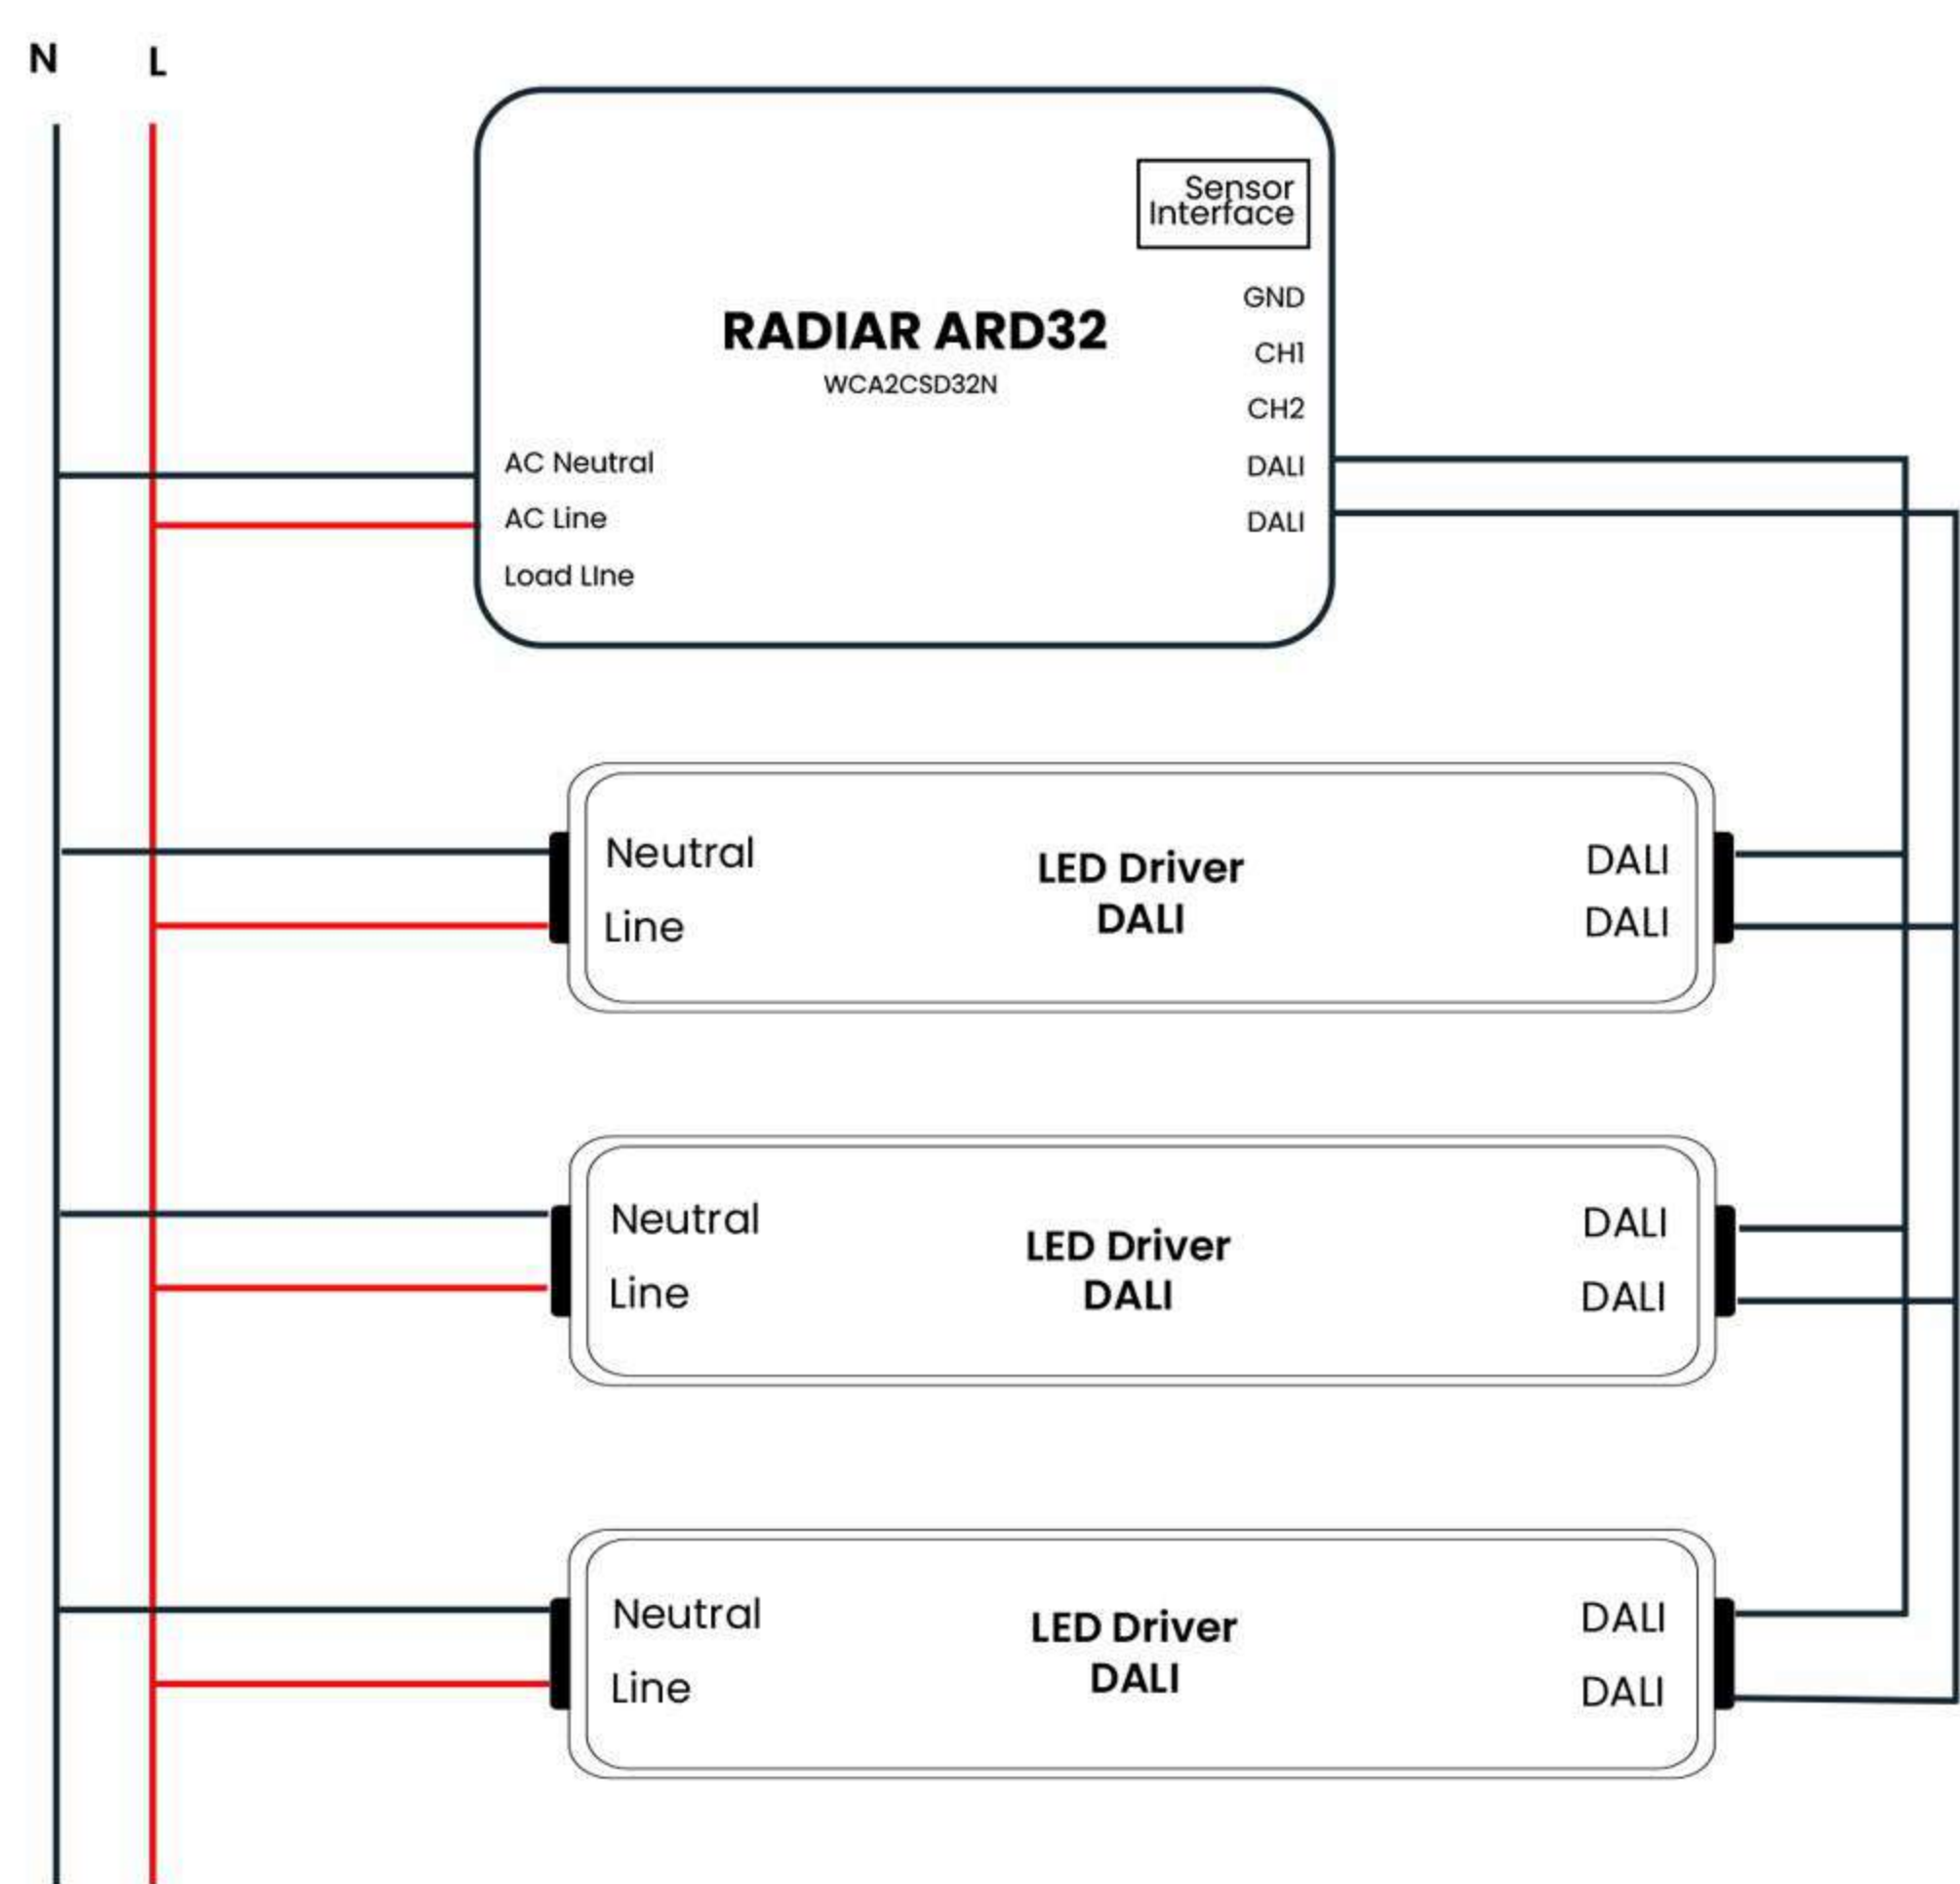 N
L
Sensor
Interface
GND
RADIAR ARD32
CH1
WCA2CSD32N
CH2
AC Neutral
DALI
AC Line
DALI
Load LIne
Neutral
LED Driver
DALI
DALI
Line
DALI
Neutral
LED Driver
DALI
DALI
Line
DALI
Neutral
LED Driver
DALI
DALI
Line
DALI